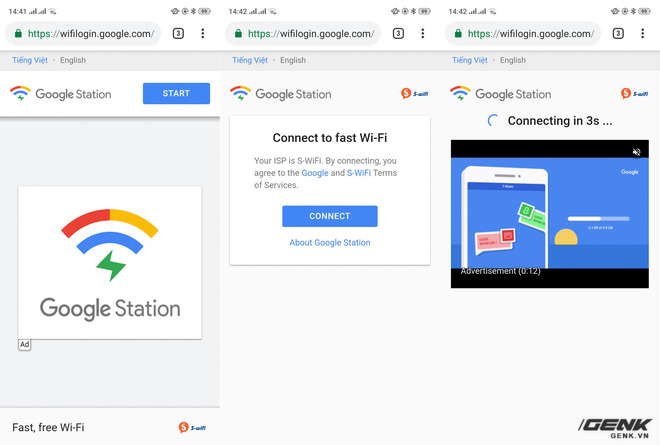 14:41
99
https://wifilogin.google.com/
3
Tiếng Việt · English
Google Station
START
Google Station
Ad
Fast, free Wi-Fi
S-wifi
14:42
99
https://wifilogin.google.com/
3
Tiếng Việt · English
Google Station
S-wifi
Connect to fast Wi-Fi
Your ISP is S-WiFi. By connecting, you
agree to the Google and S-WiFi Terms
of Services.
CONNECT
About Google Station
14:42
99
https://wifilogin.google.com/
3
Tiếng Việt · English
Google Station
S-wifi
Connecting in 3s ...
Google
Advertisement (0:12)
GENK
GENK.VN